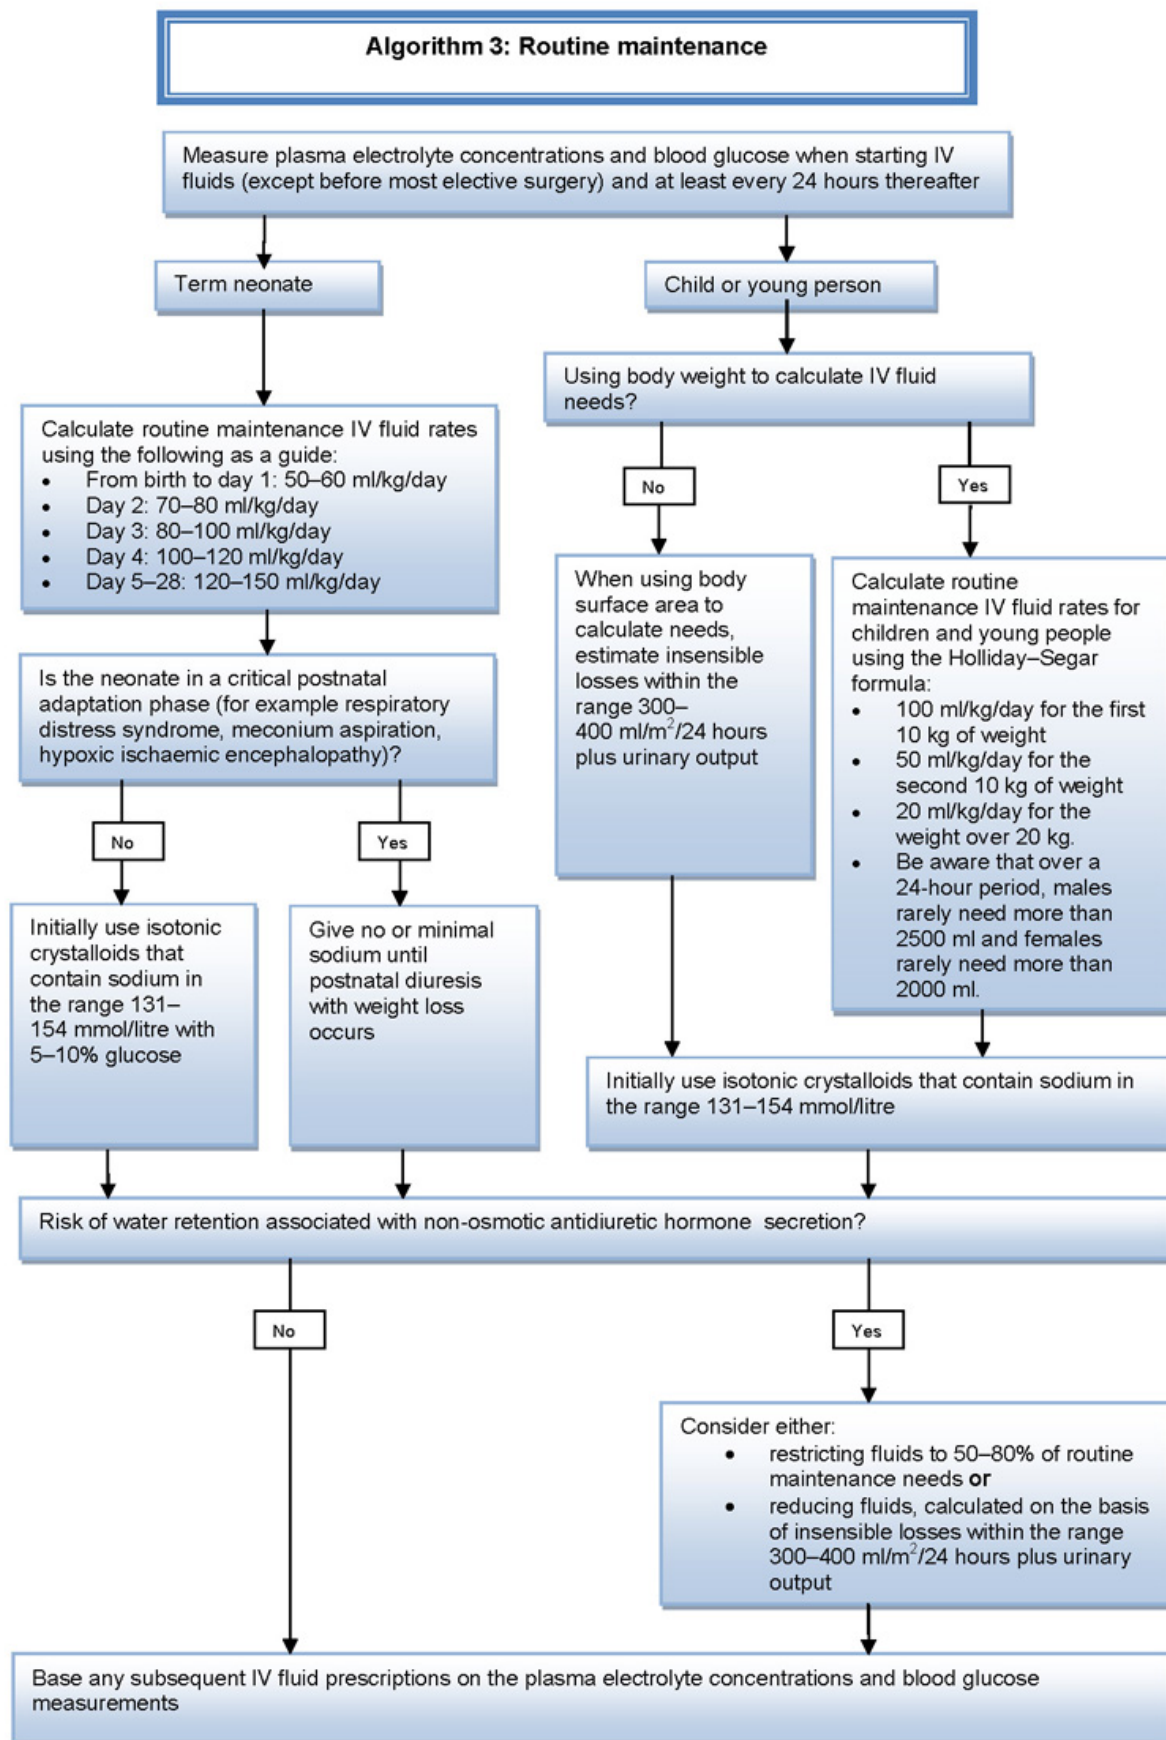 Algorithm 3: Routine maintenance
Measure plasma electrolyte concentrations and blood glucose when starting IV
fluids (except before most elective surgery) and at least every 24 hours thereafter
Term neonate
Child or young person
Using body weight to calculate IV fluid
needs?
Calculate routine maintenance IV fluid rates
using the following as a guide:
• From birth to day 1: 50–60 ml/kg/day
• Day 2: 70–80 ml/kg/day
• Day 3: 80–100 ml/kg/day
• Day 4: 100–120 ml/kg/day
• Day 5–28: 120–150 ml/kg/day
No
Yes
When using body
surface area to
calculate needs,
estimate insensible
losses within the
range 300–
400 ml/m²/24 hours
plus urinary output
Calculate routine
maintenance IV fluid rates for
children and young people
using the Holliday–Segar
formula:
• 100 ml/kg/day for the first
10 kg of weight
• 50 ml/kg/day for the
second 10 kg of weight
• 20 ml/kg/day for the
weight over 20 kg.
• Be aware that over a
24-hour period, males
rarely need more than
2500 ml and females
rarely need more than
2000 ml.
Is the neonate in a critical postnatal
adaptation phase (for example respiratory
distress syndrome, meconium aspiration,
hypoxic ischaemic encephalopathy)?
No
Yes
Initially use isotonic
crystalloids that
contain sodium in
the range 131–
154 mmol/litre with
5–10% glucose
Give no or minimal
sodium until
postnatal diuresis
with weight loss
occurs
Initially use isotonic crystalloids that contain sodium in
the range 131–154 mmol/litre
Risk of water retention associated with non-osmotic antidiuretic hormone secretion?
No
Yes
Consider either:
• restricting fluids to 50–80% of routine
maintenance needs or
• reducing fluids, calculated on the basis
of insensible losses within the range
300–400 ml/m²/24 hours plus urinary
output
Base any subsequent IV fluid prescriptions on the plasma electrolyte concentrations and blood glucose
measurements